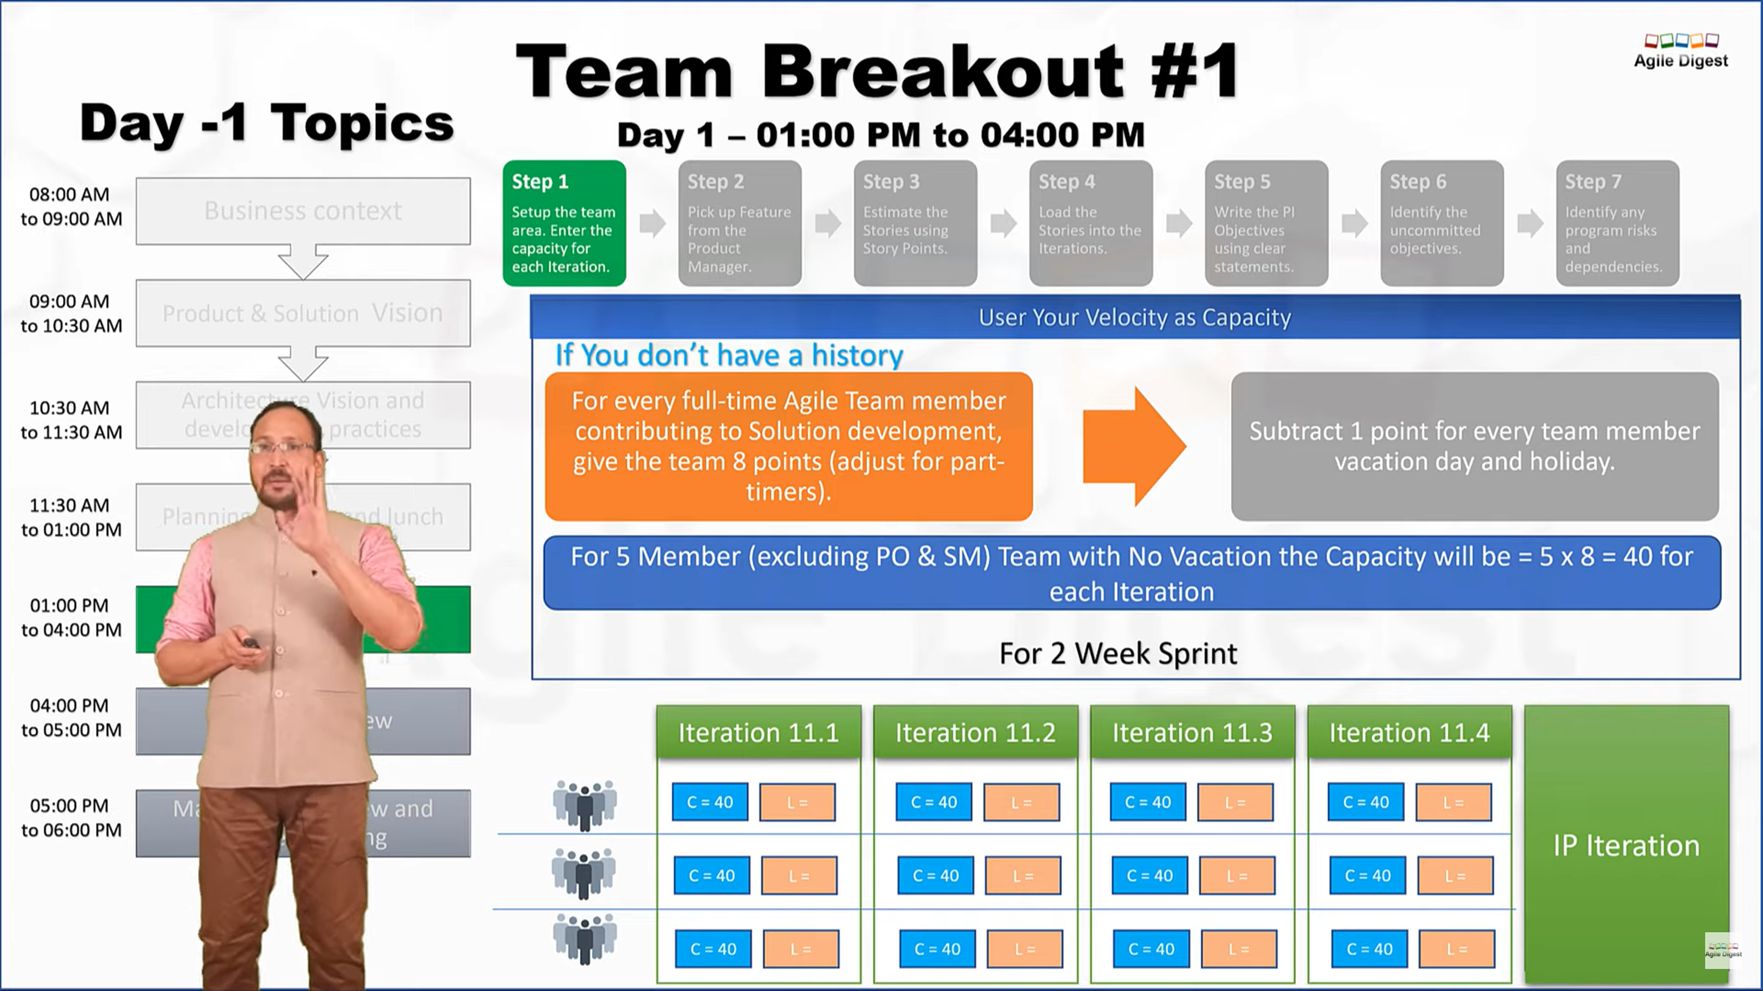 Team Breakout #1
Agile Digest
Day -1 Topics
Day 1 – 01:00 PM to 04:00 PM
08:00 AM
to 09:00 AM
Business context
09:00 AM
to 10:30 AM
Product & Solution Vision
10:30 AM
to 11:30 AM
Architecture Vision and
practices
11:30 AM
to 01:00 PM
and lunch
01:00 PM
to 04:00 PM
04:00 PM
to 05:00 PM
05:00 PM
to 06:00 PM
and
Step 1
Setup the team
area. Enter the
capacity for
each Iteration.
Step 2
Pick up Feature
from the
Product
Manager.
Step 3
Estimate the
Stories using
Story Points.
Step 4
Load the
Stories into the
Iterations.
Step 5
Write the PI
Objectives
using clear
statements.
Step 6
Identify the
uncommitted
objectives.
Step 7
Identify any
program risks
and
dependencies.
User Your Velocity as Capacity
If You don't have a history
For every full-time Agile Team member
contributing to Solution development,
give the team 8 points (adjust for part-
timers).
Subtract 1 point for every team member
vacation day and holiday.
For 5 Member (excluding PO & SM) Team with No Vacation the Capacity will be = 5 x 8 = 40 for
each Iteration
For 2 Week Sprint
Iteration 11.1
Iteration 11.2
Iteration 11.3
Iteration 11.4
IP Iteration
C = 40 L = C = 40 L = C = 40 L = C = 40 L =
C = 40 L = C = 40 L = C = 40 L = C = 40 L =
C = 40 L = C = 40 L = C = 40 L = C = 40 L =
Agile Digest